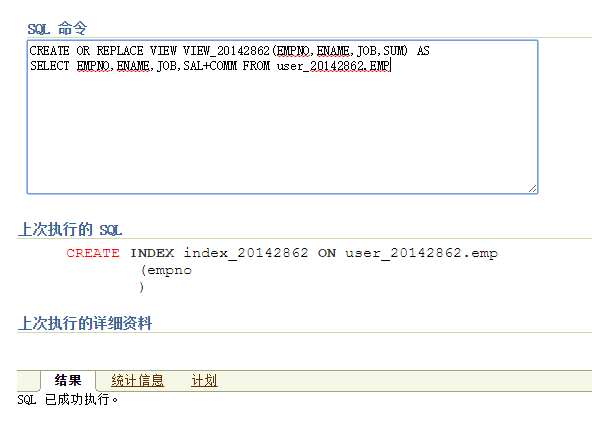 SQL 命令
CREATE OR REPLACE VIEW VIEW_20142862(EMPNO,ENAME,JOB,SUM) AS
SELECT EMPNO,ENAME,JOB,SAL+COMM FROM user_20142862.EMP
上次执行的 SQL
CREATE INDEX index_20142862 ON user_20142862.emp
(empno
)
上次执行的详细资料
结果 统计信息 计划
SQL 已成功执行。